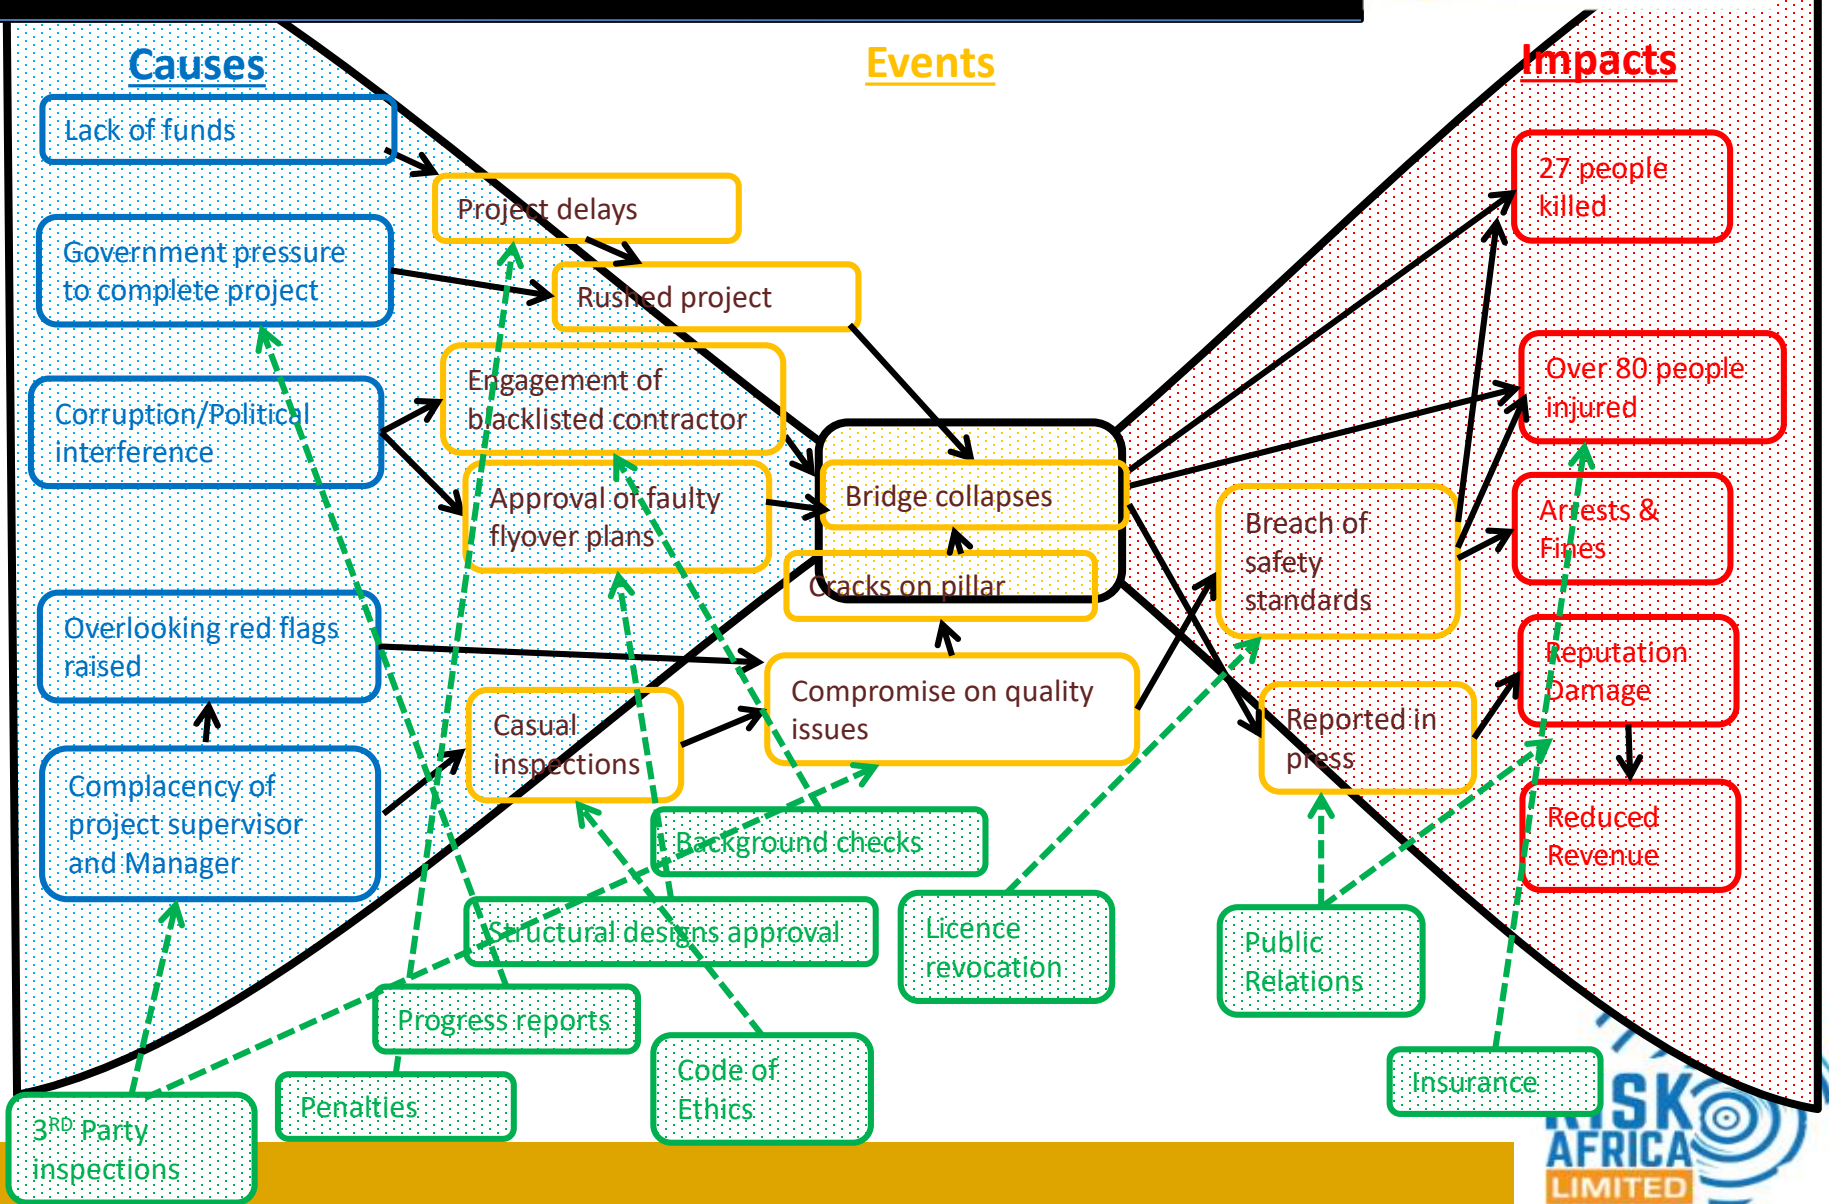 Causes
Events
Impacts
Lack of funds
Government pressure
to complete project
Corruption/Political
interference
Overlooking red flags
raised
Complacency of
project supervisor
and Manager
Project delays
Rushed project
Engagement of
blacklisted contractor
Approval of faulty
flyover plans
Casual
inspections
Bridge collapses
Cracks on pillar
Compromise on quality
issues
Breach of
safety
standards
Reported in
press
27 people
killed
Over 80 people
injured
Arrests &
Fines
Reputation
Damage
Reduced
Revenue
Background checks
Structural designs approval
Progress reports
Penalties
3RD Party
inspections
Code of
Ethics
Licence
revocation
Public
Relations
Insurance
RISK
AFRICA
LIMITED